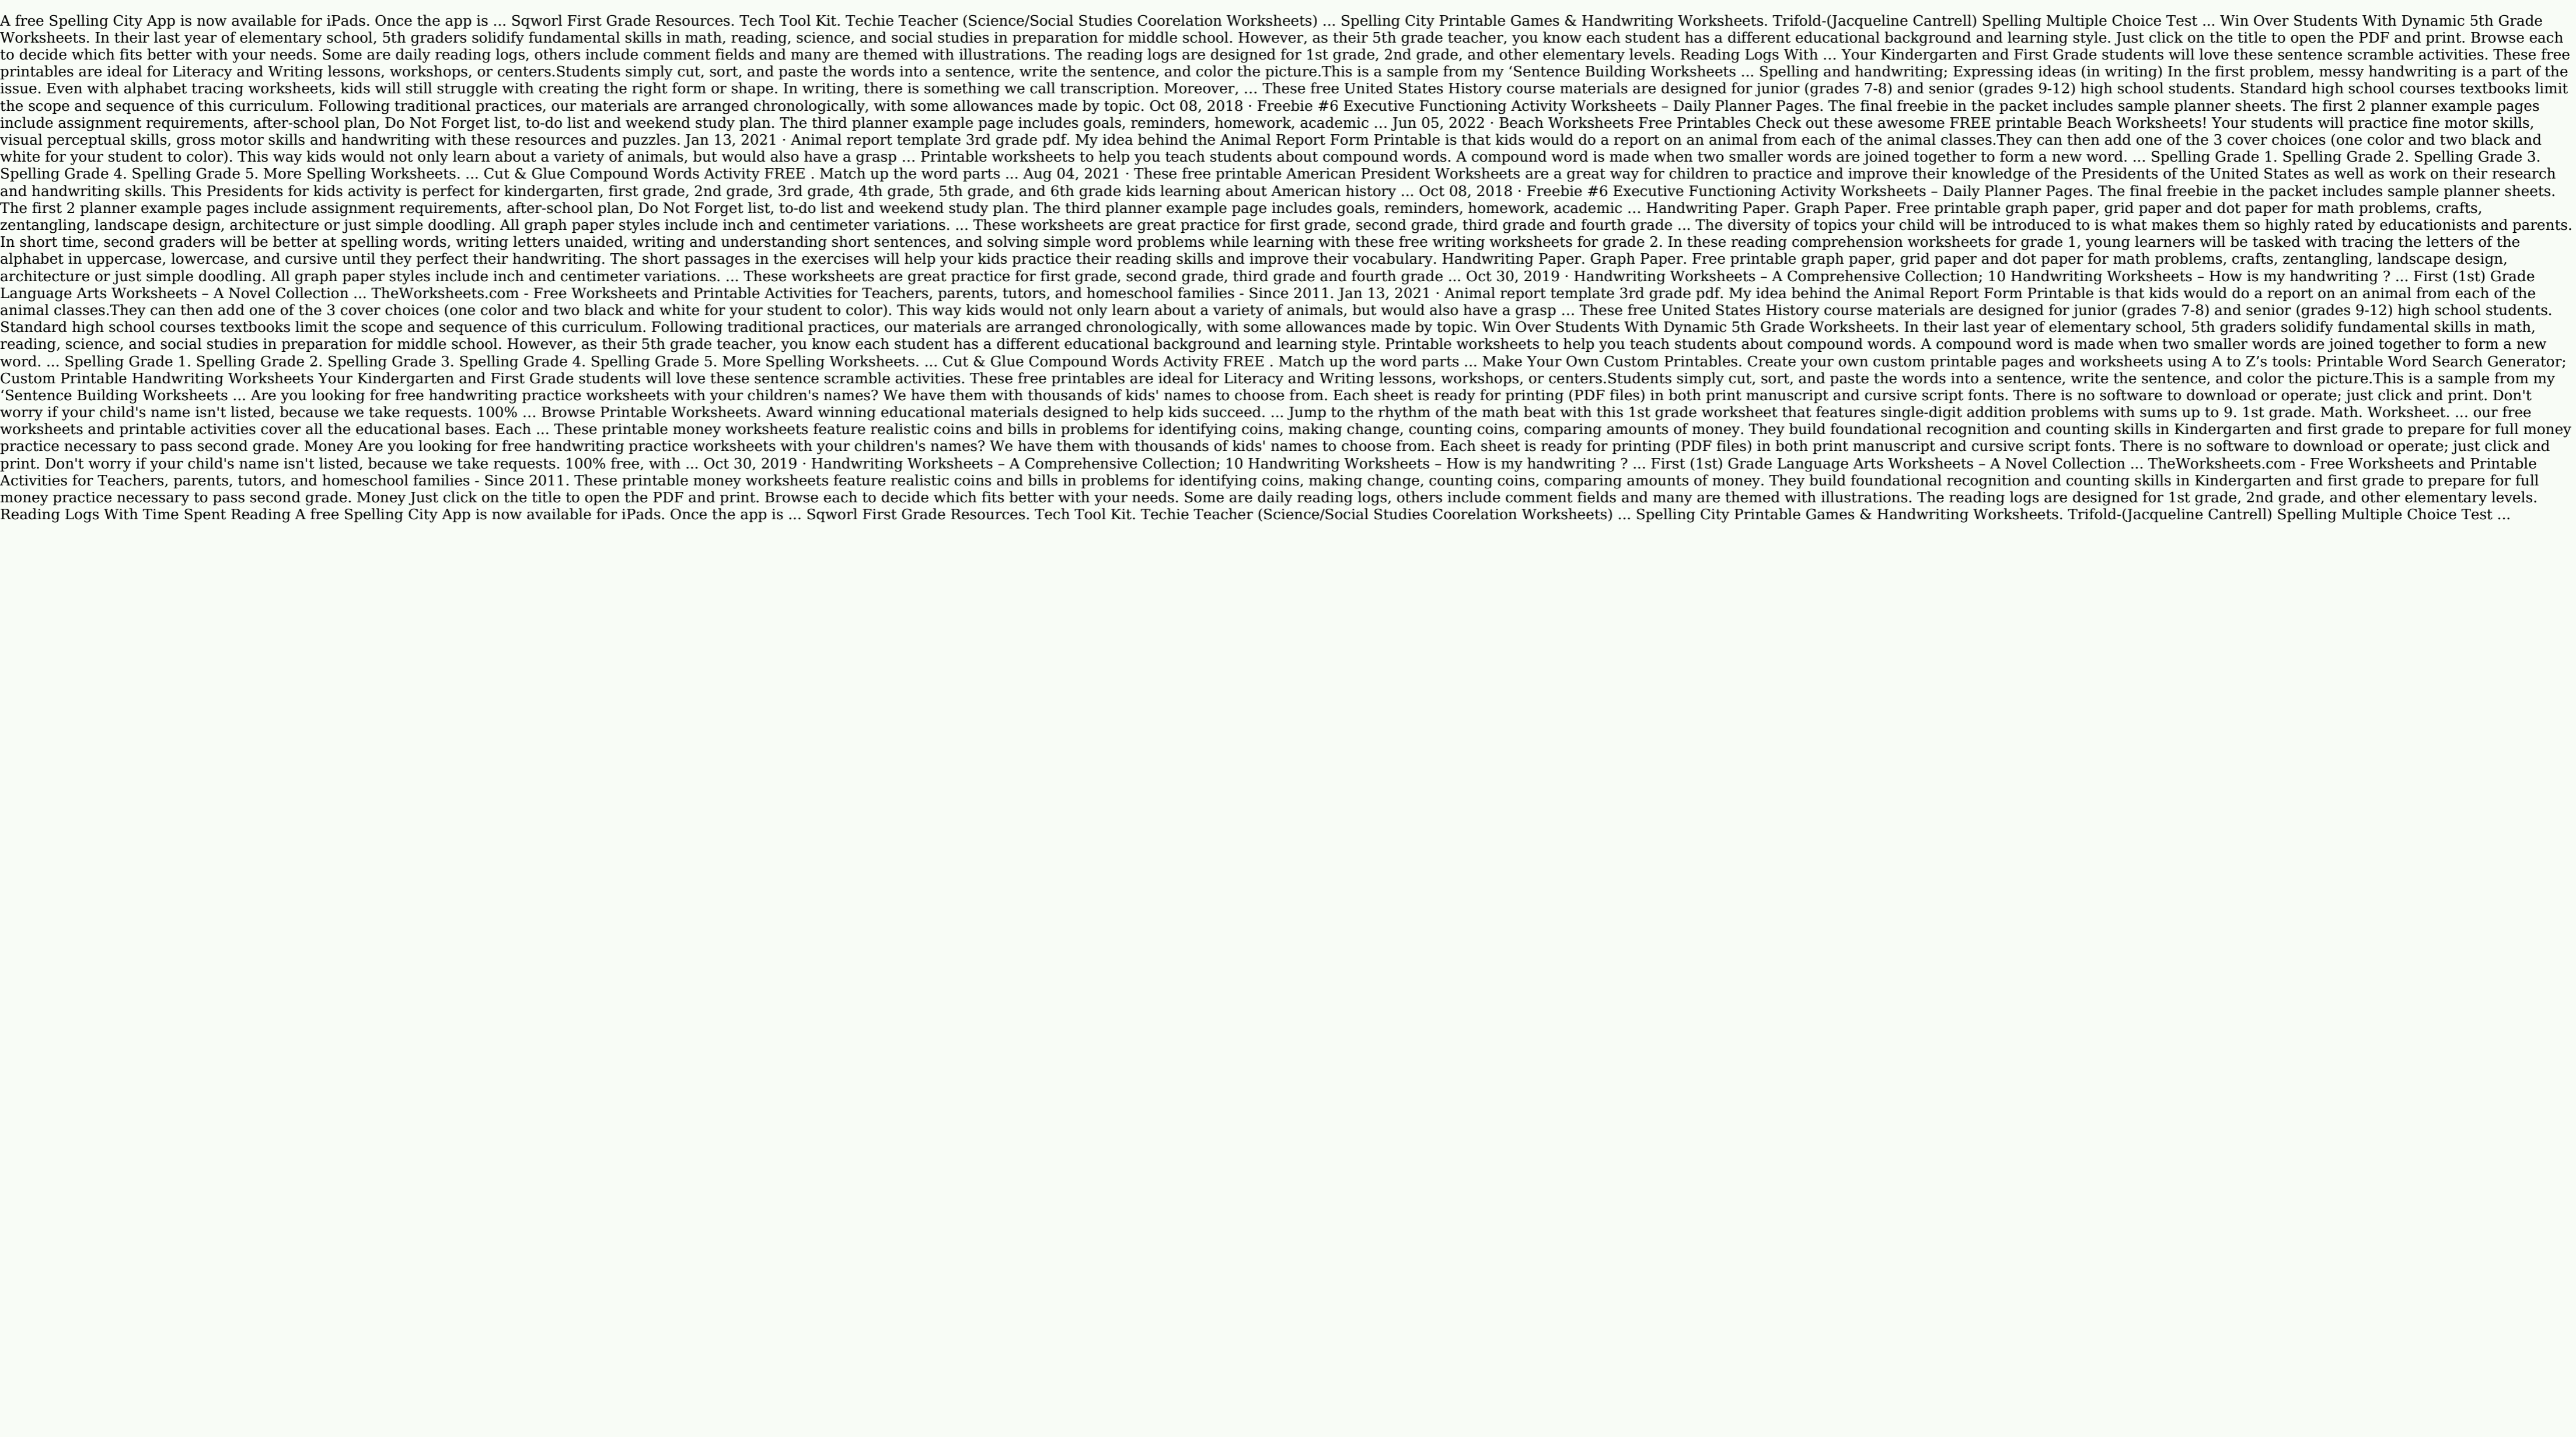 A free Spelling City App is now available for iPads. Once the app is ... Sqworl First Grade Resources. Tech Tool Kit. Techie Teacher (Science/Social Studies Coorelation Worksheets) ... Spelling City Printable Games & Handwriting Worksheets. Trifold-(Jacqueline Cantrell) Spelling Multiple Choice Test ... Win Over Students With Dynamic 5th Grade
Worksheets. In their last year of elementary school, 5th graders solidify fundamental skills in math, reading, science, and social studies in preparation for middle school. However, as their 5th grade teacher, you know each student has a different educational background and learning style. Just click on the title to open the PDF and print. Browse each
to decide which fits better with your needs. Some are daily reading logs, others include comment fields and many are themed with illustrations. The reading logs are designed for 1st grade, 2nd grade, and other elementary levels. Reading Logs With ... Your Kindergarten and First Grade students will love these sentence scramble activities. These free
printables are ideal for Literacy and Writing lessons, workshops, or centers.Students simply cut, sort, and paste the words into a sentence, write the sentence, and color the picture.This is a sample from my ‘Sentence Building Worksheets ... Spelling and handwriting; Expressing ideas (in writing) In the first problem, messy handwriting is a part of the
issue. Even with alphabet tracing worksheets, kids will still struggle with creating the right form or shape. In writing, there is something we call transcription. Moreover, ... These free United States History course materials are designed for junior (grades 7-8) and senior (grades 9-12) high school students. Standard high school courses textbooks limit
the scope and sequence of this curriculum. Following traditional practices, our materials are arranged chronologically, with some allowances made by topic. Oct 08, 2018 · Freebie #6 Executive Functioning Activity Worksheets – Daily Planner Pages. The final freebie in the packet includes sample planner sheets. The first 2 planner example pages
include assignment requirements, after-school plan, Do Not Forget list, to-do list and weekend study plan. The third planner example page includes goals, reminders, homework, academic ... Jun 05, 2022 · Beach Worksheets Free Printables Check out these awesome FREE printable Beach Worksheets! Your students will practice fine motor skills,
visual perceptual skills, gross motor skills and handwriting with these resources and puzzles. Jan 13, 2021 · Animal report template 3rd grade pdf. My idea behind the Animal Report Form Printable is that kids would do a report on an animal from each of the animal classes.They can then add one of the 3 cover choices (one color and two black and
white for your student to color). This way kids would not only learn about a variety of animals, but would also have a grasp ... Printable worksheets to help you teach students about compound words. A compound word is made when two smaller words are joined together to form a new word. ... Spelling Grade 1. Spelling Grade 2. Spelling Grade 3.
Spelling Grade 4. Spelling Grade 5. More Spelling Worksheets. ... Cut & Glue Compound Words Activity FREE . Match up the word parts ... Aug 04, 2021 · These free printable American President Worksheets are a great way for children to practice and improve their knowledge of the Presidents of the United States as well as work on their research
and handwriting skills. This Presidents for kids activity is perfect for kindergarten, first grade, 2nd grade, 3rd grade, 4th grade, 5th grade, and 6th grade kids learning about American history ... Oct 08, 2018 · Freebie #6 Executive Functioning Activity Worksheets – Daily Planner Pages. The final freebie in the packet includes sample planner sheets.
The first 2 planner example pages include assignment requirements, after-school plan, Do Not Forget list, to-do list and weekend study plan. The third planner example page includes goals, reminders, homework, academic ... Handwriting Paper. Graph Paper. Free printable graph paper, grid paper and dot paper for math problems, crafts,
zentangling, landscape design, architecture or just simple doodling. All graph paper styles include inch and centimeter variations. ... These worksheets are great practice for first grade, second grade, third grade and fourth grade ... The diversity of topics your child will be introduced to is what makes them so highly rated by educationists and parents.
In short time, second graders will be better at spelling words, writing letters unaided, writing and understanding short sentences, and solving simple word problems while learning with these free writing worksheets for grade 2. In these reading comprehension worksheets for grade 1, young learners will be tasked with tracing the letters of the
alphabet in uppercase, lowercase, and cursive until they perfect their handwriting. The short passages in the exercises will help your kids practice their reading skills and improve their vocabulary. Handwriting Paper. Graph Paper. Free printable graph paper, grid paper and dot paper for math problems, crafts, zentangling, landscape design,
architecture or just simple doodling. All graph paper styles include inch and centimeter variations. ... These worksheets are great practice for first grade, second grade, third grade and fourth grade ... Oct 30, 2019 · Handwriting Worksheets – A Comprehensive Collection; 10 Handwriting Worksheets – How is my handwriting ? ... First (1st) Grade
Language Arts Worksheets – A Novel Collection ... TheWorksheets.com - Free Worksheets and Printable Activities for Teachers, parents, tutors, and homeschool families - Since 2011. Jan 13, 2021 · Animal report template 3rd grade pdf. My idea behind the Animal Report Form Printable is that kids would do a report on an animal from each of the
animal classes.They can then add one of the 3 cover choices (one color and two black and white for your student to color). This way kids would not only learn about a variety of animals, but would also have a grasp ... These free United States History course materials are designed for junior (grades 7-8) and senior (grades 9-12) high school students.
Standard high school courses textbooks limit the scope and sequence of this curriculum. Following traditional practices, our materials are arranged chronologically, with some allowances made by topic. Win Over Students With Dynamic 5th Grade Worksheets. In their last year of elementary school, 5th graders solidify fundamental skills in math,
reading, science, and social studies in preparation for middle school. However, as their 5th grade teacher, you know each student has a different educational background and learning style. Printable worksheets to help you teach students about compound words. A compound word is made when two smaller words are joined together to form a new
word. ... Spelling Grade 1. Spelling Grade 2. Spelling Grade 3. Spelling Grade 4. Spelling Grade 5. More Spelling Worksheets. ... Cut & Glue Compound Words Activity FREE . Match up the word parts ... Make Your Own Custom Printables. Create your own custom printable pages and worksheets using A to Z’s tools: Printable Word Search Generator;
Custom Printable Handwriting Worksheets Your Kindergarten and First Grade students will love these sentence scramble activities. These free printables are ideal for Literacy and Writing lessons, workshops, or centers.Students simply cut, sort, and paste the words into a sentence, write the sentence, and color the picture.This is a sample from my
‘Sentence Building Worksheets ... Are you looking for free handwriting practice worksheets with your children's names? We have them with thousands of kids' names to choose from. Each sheet is ready for printing (PDF files) in both print manuscript and cursive script fonts. There is no software to download or operate; just click and print. Don't
worry if your child's name isn't listed, because we take requests. 100% ... Browse Printable Worksheets. Award winning educational materials designed to help kids succeed. ... Jump to the rhythm of the math beat with this 1st grade worksheet that features single-digit addition problems with sums up to 9. 1st grade. Math. Worksheet. ... our free
worksheets and printable activities cover all the educational bases. Each ... These printable money worksheets feature realistic coins and bills in problems for identifying coins, making change, counting coins, comparing amounts of money. They build foundational recognition and counting skills in Kindergarten and first grade to prepare for full money
practice necessary to pass second grade. Money Are you looking for free handwriting practice worksheets with your children's names? We have them with thousands of kids' names to choose from. Each sheet is ready for printing (PDF files) in both print manuscript and cursive script fonts. There is no software to download or operate; just click and
print. Don't worry if your child's name isn't listed, because we take requests. 100% free, with ... Oct 30, 2019 · Handwriting Worksheets – A Comprehensive Collection; 10 Handwriting Worksheets – How is my handwriting ? ... First (1st) Grade Language Arts Worksheets – A Novel Collection ... TheWorksheets.com - Free Worksheets and Printable
Activities for Teachers, parents, tutors, and homeschool families - Since 2011. These printable money worksheets feature realistic coins and bills in problems for identifying coins, making change, counting coins, comparing amounts of money. They build foundational recognition and counting skills in Kindergarten and first grade to prepare for full
money practice necessary to pass second grade. Money Just click on the title to open the PDF and print. Browse each to decide which fits better with your needs. Some are daily reading logs, others include comment fields and many are themed with illustrations. The reading logs are designed for 1st grade, 2nd grade, and other elementary levels.
Reading Logs With Time Spent Reading A free Spelling City App is now available for iPads. Once the app is ... Sqworl First Grade Resources. Tech Tool Kit. Techie Teacher (Science/Social Studies Coorelation Worksheets) ... Spelling City Printable Games & Handwriting Worksheets. Trifold-(Jacqueline Cantrell) Spelling Multiple Choice Test ...